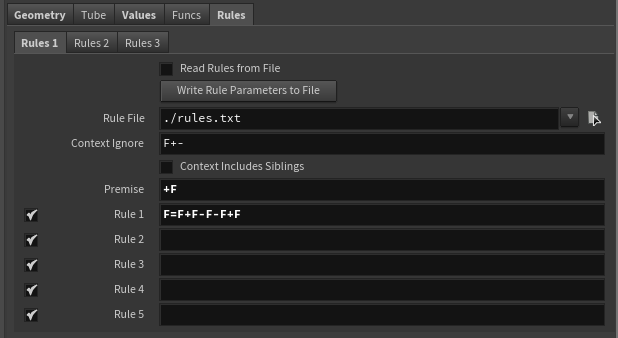 Geometry Tube Values Funcs Rules
Rules 1 Rules 2 Rules 3
Read Rules from File
Write Rule Parameters to File
Rule File ./rules.txt
Context Ignore F+-
Context Includes Siblings
Premise +F
Rule 1 F=F+F-F-F+F
Rule 2
Rule 3
Rule 4
Rule 5